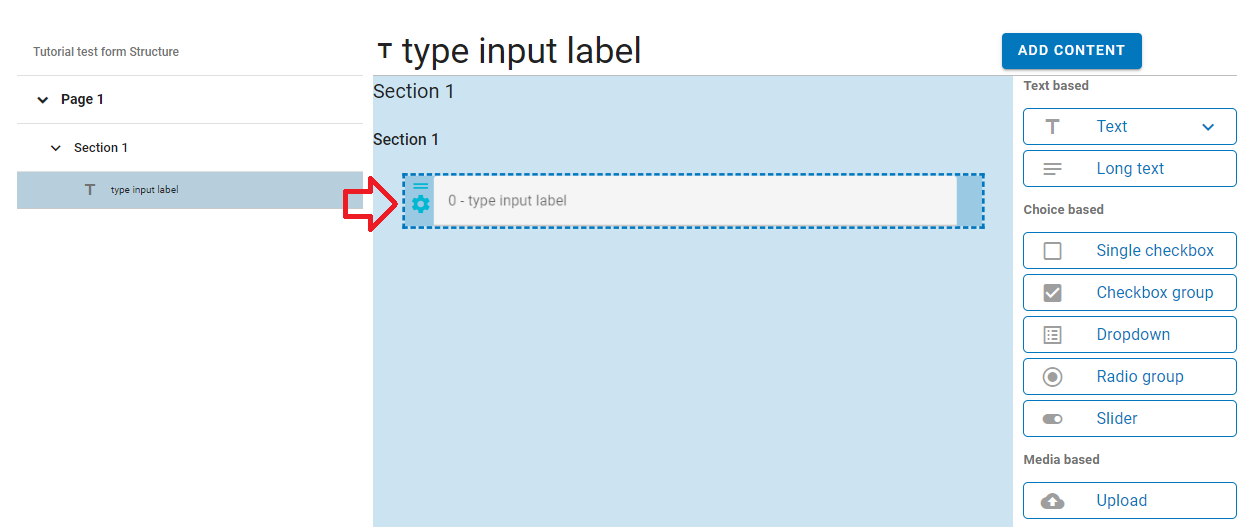 Tutorial test form Structure
Page 1
Section 1
type input label
type input label
Section 1
Section 1
0 - type input label
ADD CONTENT
Text based
Text
Long text
Choice based
Single checkbox
Checkbox group
Dropdown
Radio group
Slider
Media based
Upload